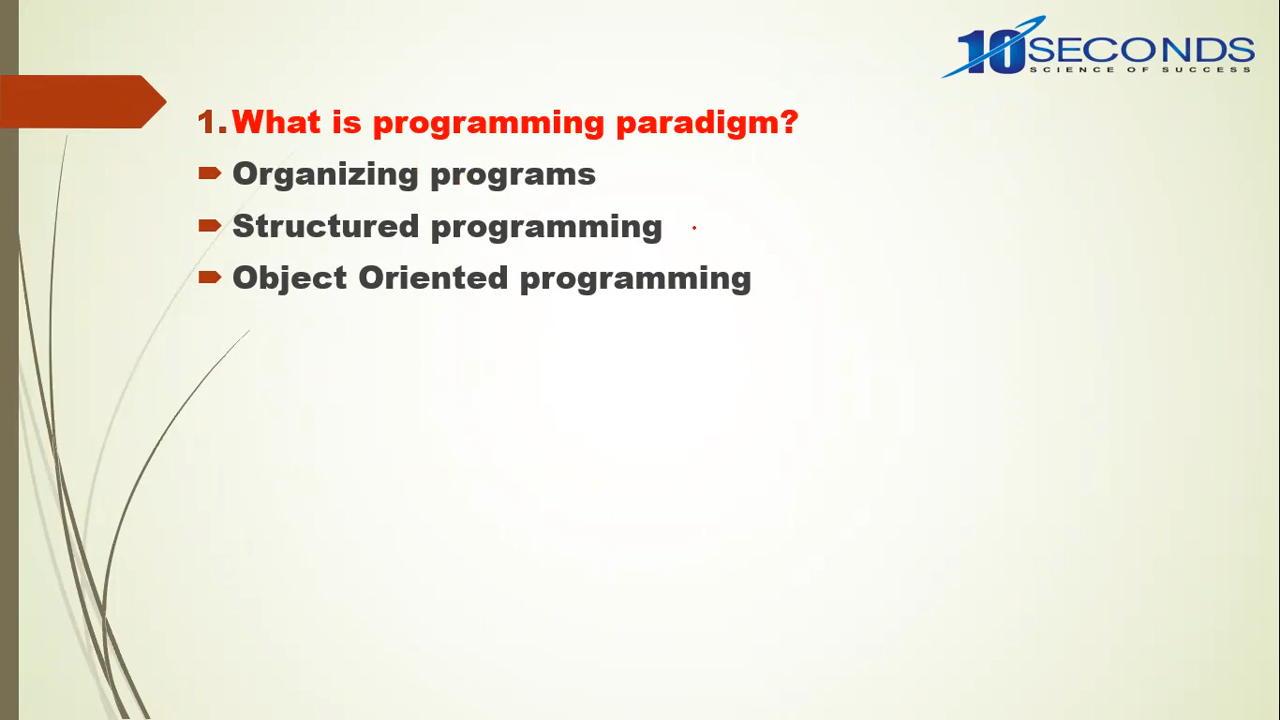 10SECONDS
SCIENCE OF SUCCESS
1. What is programming paradigm?
Organizing programs
Structured programming
Object Oriented programming